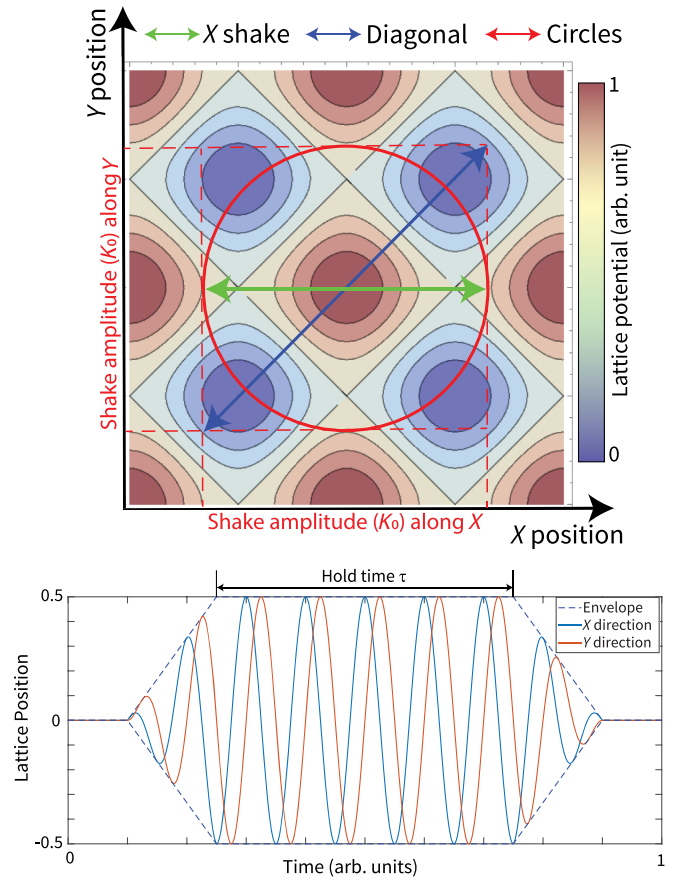 X shake
Diagonal
Circles
Y position
Shake amplitude (K₀) along Y
1
Lattice potential (arb. unit)
0
Shake amplitude (K₀) along X
X position
Hold time τ
0.5
Envelope
X direction
Y direction
Lattice Position
0
-0.5
0
Time (arb. units)
1